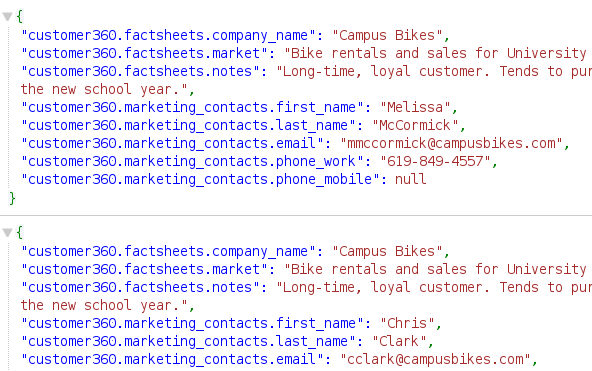 {
"customer360.factsheets.company_name": "Campus Bikes",
"customer360.factsheets.market": "Bike rentals and sales for University
"customer360.factsheets.notes": "Long-time, loyal customer. Tends to pur
the new school year.",
"customer360.marketing_contacts.first_name": "Melissa",
"customer360.marketing_contacts.last_name": "McCormick",
"customer360.marketing_contacts.email": "mmccormick@campusbikes.com",
"customer360.marketing_contacts.phone_work": "619-849-4557",
"customer360.marketing_contacts.phone_mobile": null
}
{
"customer360.factsheets.company_name": "Campus Bikes",
"customer360.factsheets.market": "Bike rentals and sales for University
"customer360.factsheets.notes": "Long-time, loyal customer. Tends to pur
the new school year.",
"customer360.marketing_contacts.first_name": "Chris",
"customer360.marketing_contacts.last_name": "Clark",
"customer360.marketing_contacts.email": "cclark@campusbikes.com",